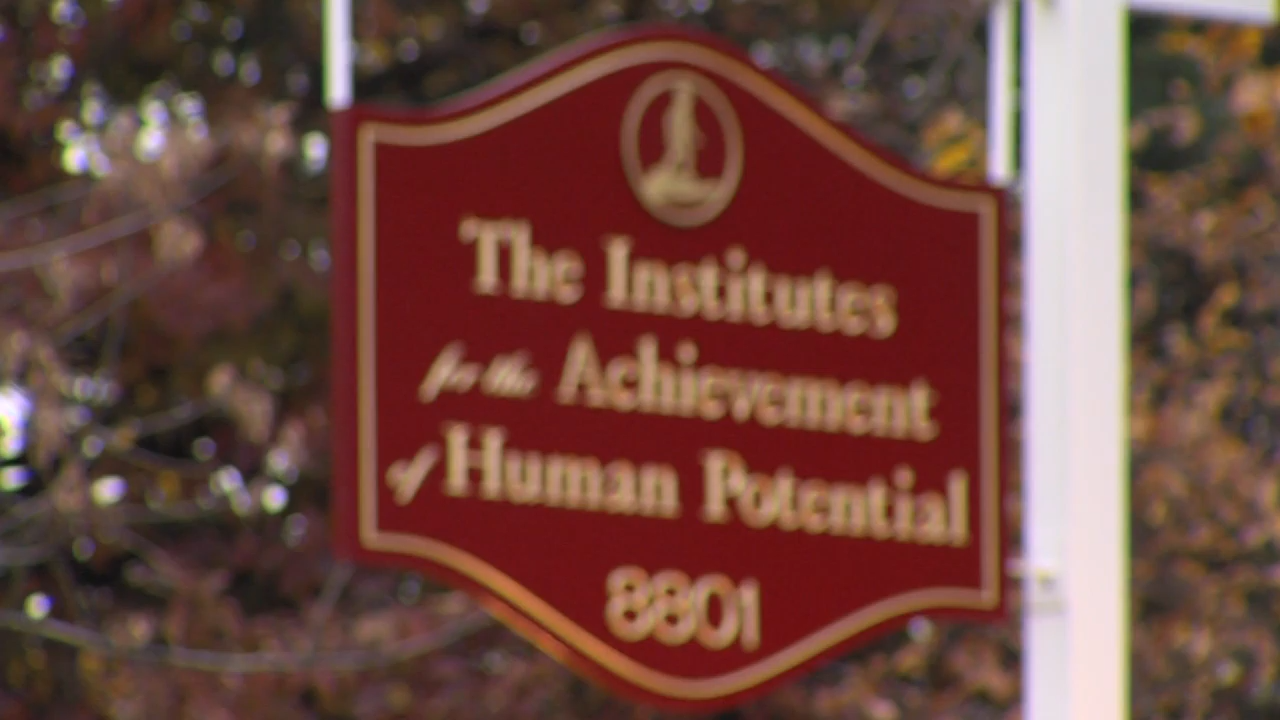 The Institutes
for the Achievement
of Human Potential
8801